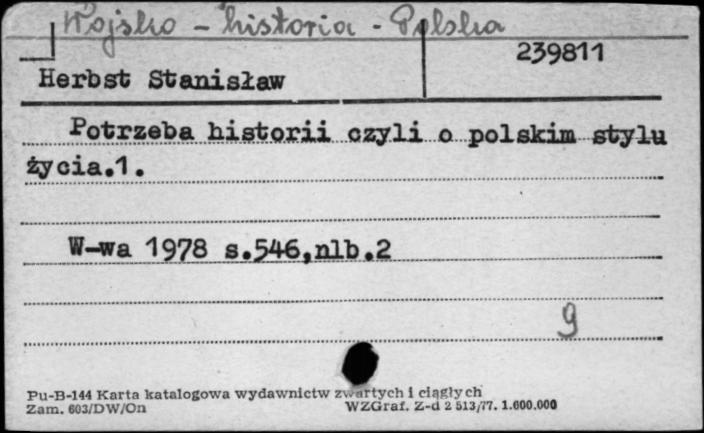 Wojsko - historia - Polska
239811
Herbst Stanisław
Potrzeba historii czyli o polskim stylu
życia.1.
W-wa 1978 s.546,nlb.2
9
Pu-B-144 Karta katalogowa wydawnictw zwartych i ciągłych
Zam. 603/DW/On WZGraf. Z-d 2 513/77. 1.600.000